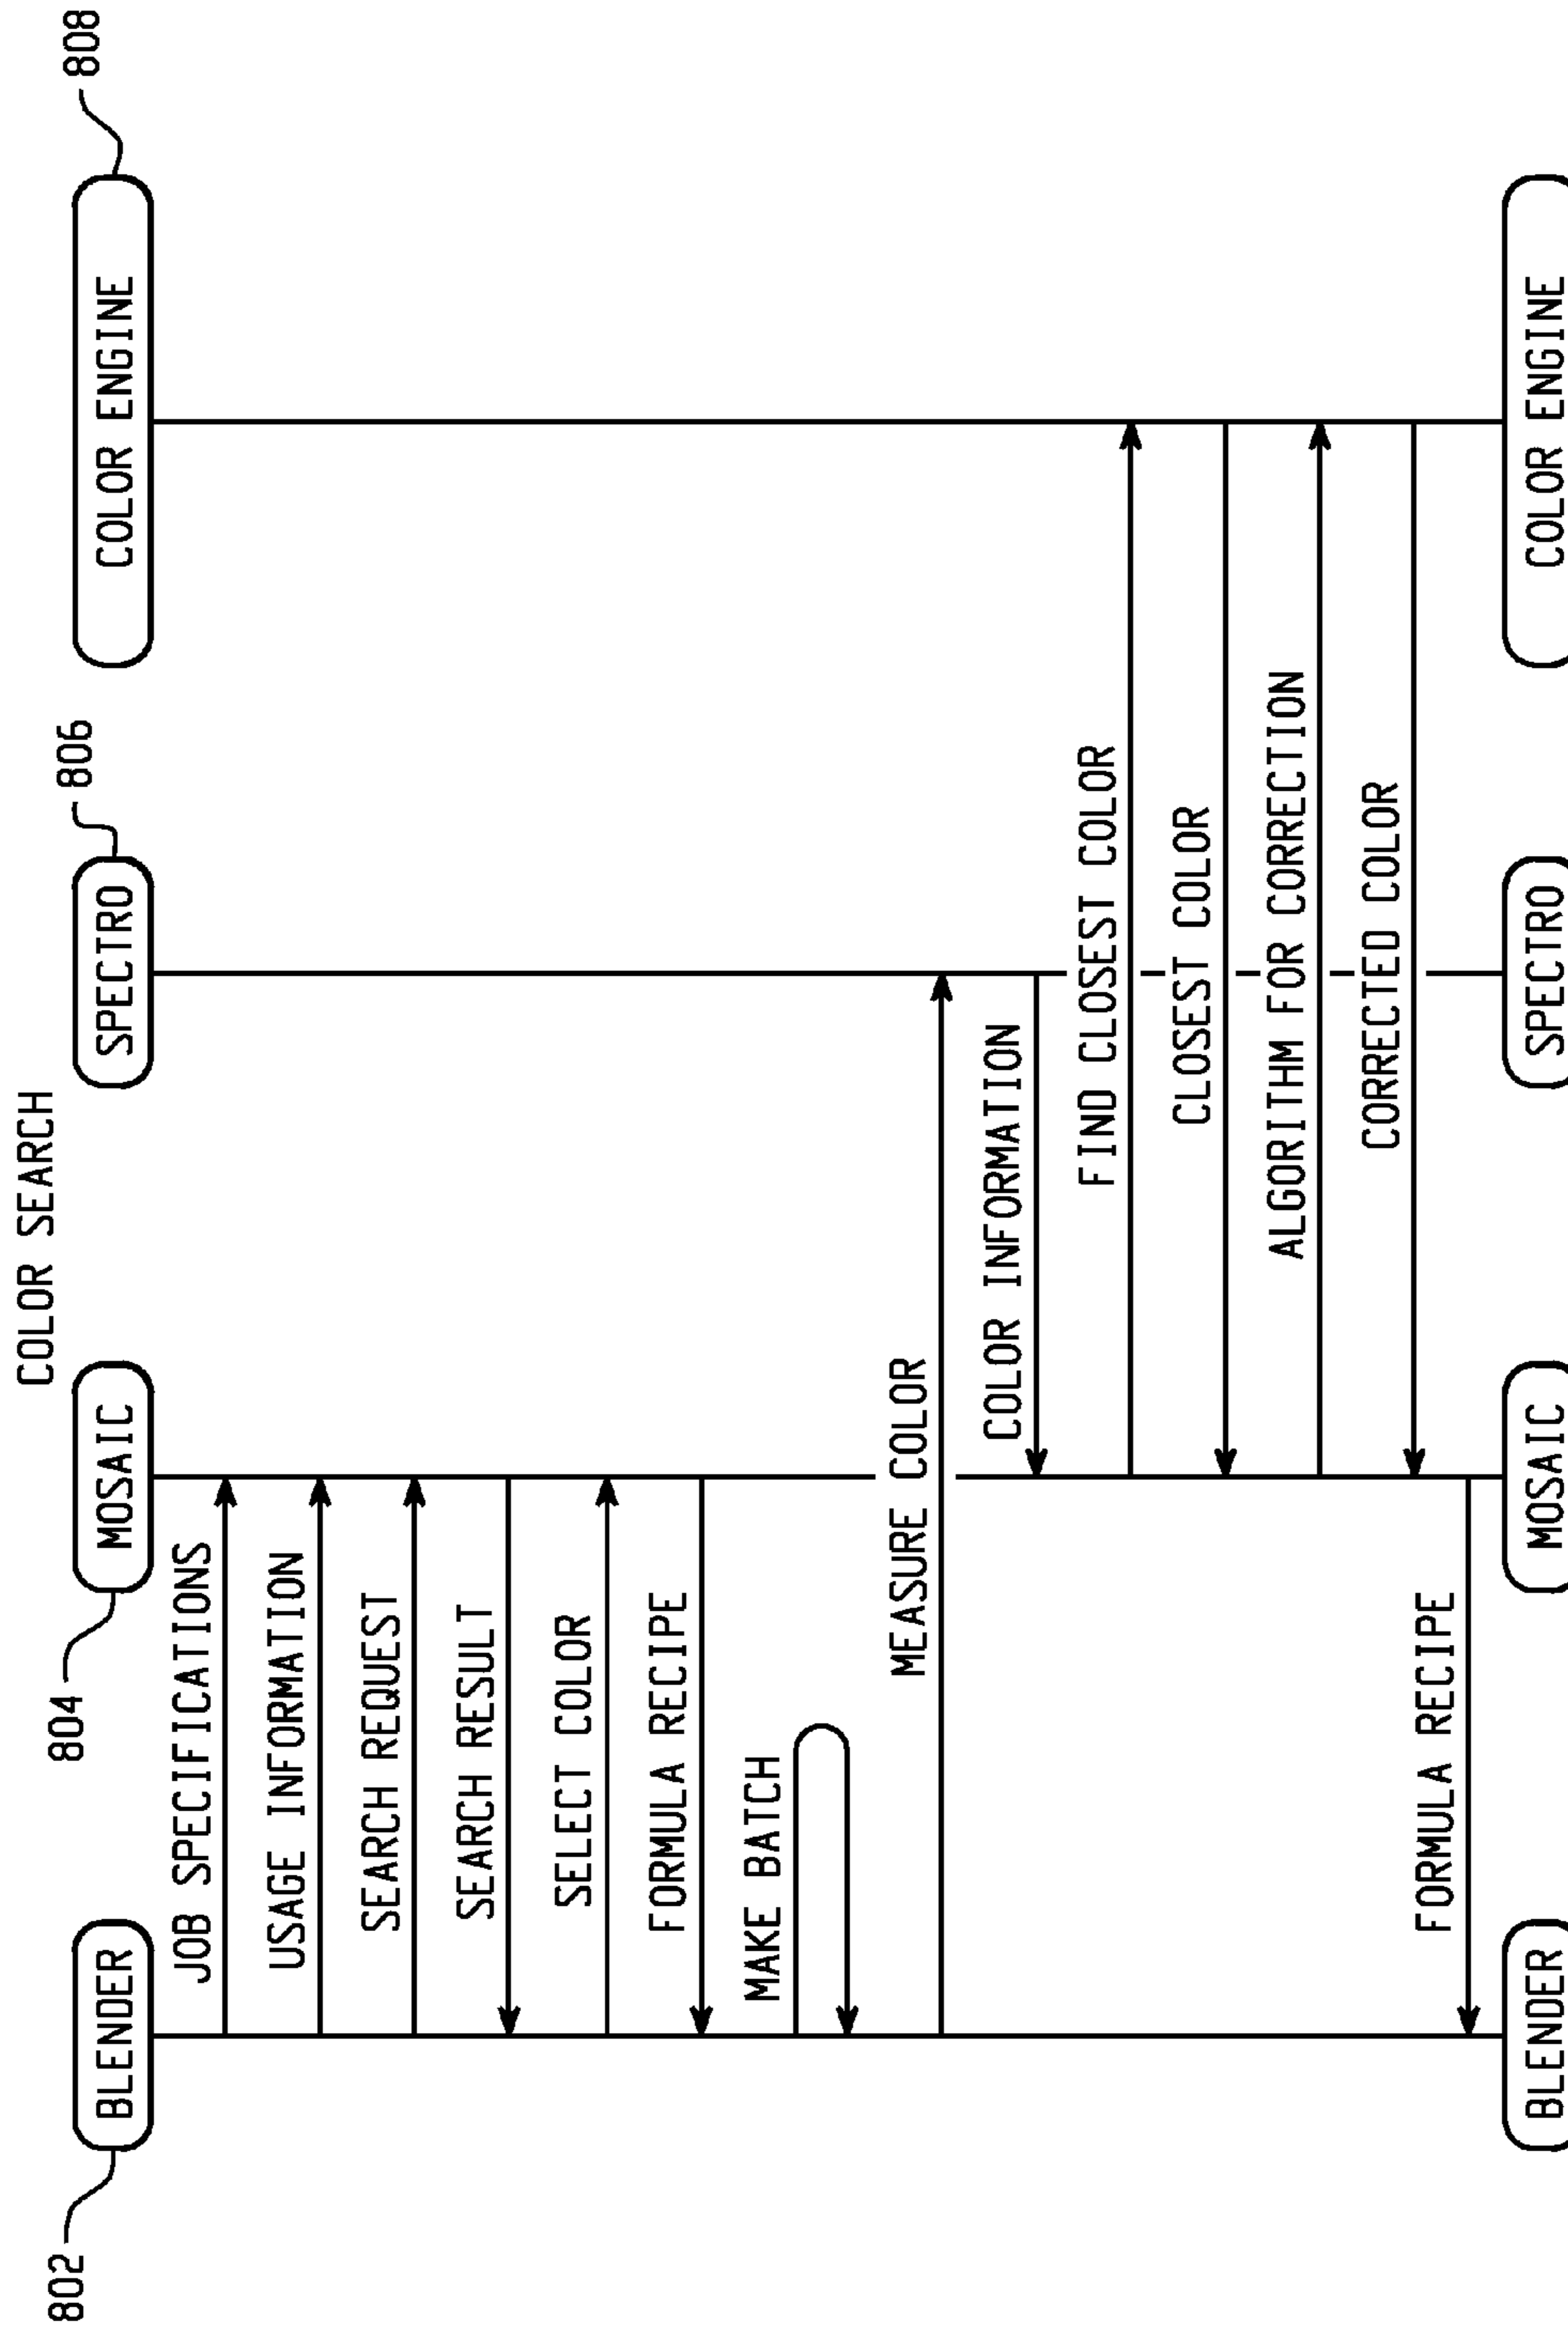 COLOR SEARCH
802
804
806
808
BLENDER
MOSAIC
SPECTRO
COLOR ENGINE
JOB SPECIFICATIONS
USAGE INFORMATION
SEARCH REQUEST
SEARCH RESULT
SELECT COLOR
FORMULA RECIPE
MAKE BATCH
MEASURE COLOR
COLOR INFORMATION
FIND CLOSEST COLOR
CLOSEST COLOR
ALGORITHM FOR CORRECTION
CORRECTED COLOR
FORMULA RECIPE
BLENDER
MOSAIC
SPECTRO
COLOR ENGINE